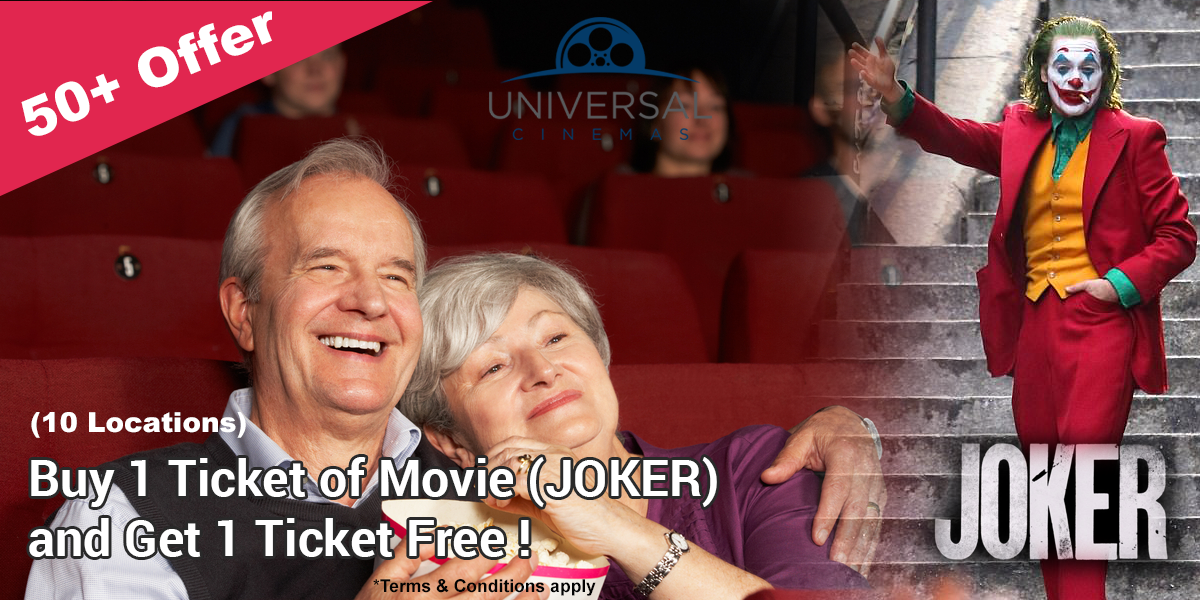 50+ Offer
UNIVERSAL
CINEMAS
(10 Locations)
Buy 1 Ticket of Movie (JOKER)
and Get 1 Ticket Free !
*Terms & Conditions apply
JOKER